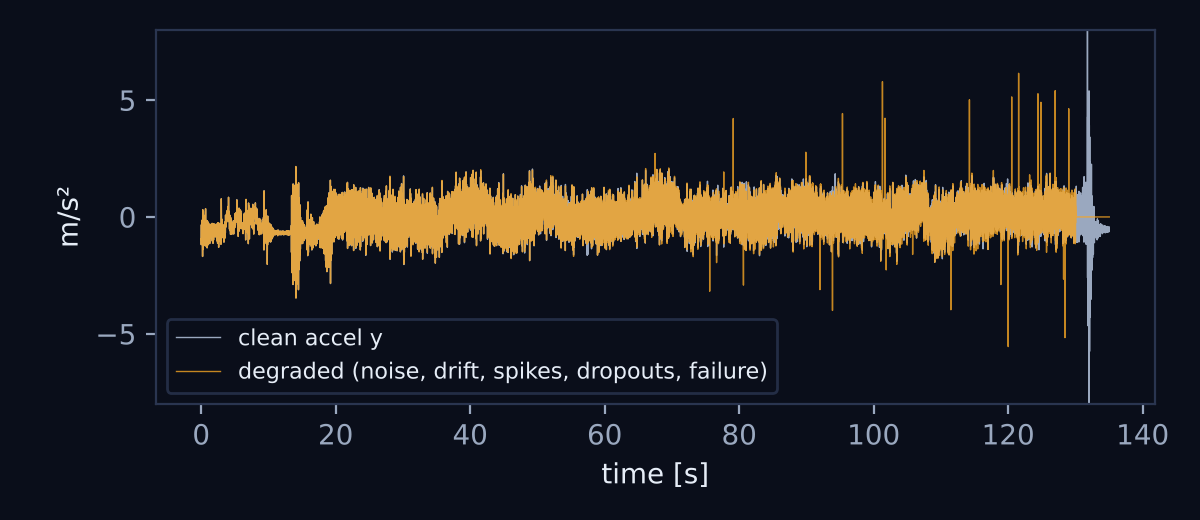 m/s²
5
0
−5
clean accel y
degraded (noise, drift, spikes, dropouts, failure)
0 20 40 60 80 100 120 140
time [s]